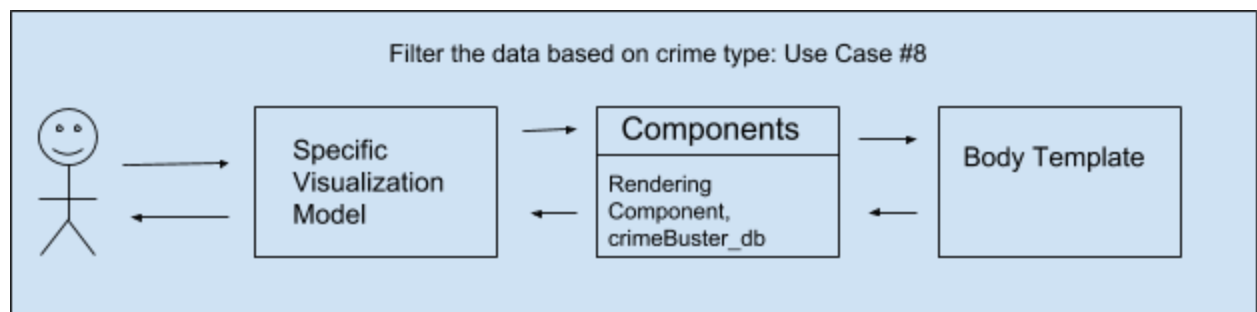 Filter the data based on crime type: Use Case #8
Specific
Visualization
Model
Components
Rendering
Component,
crimeBuster_db
Body Template